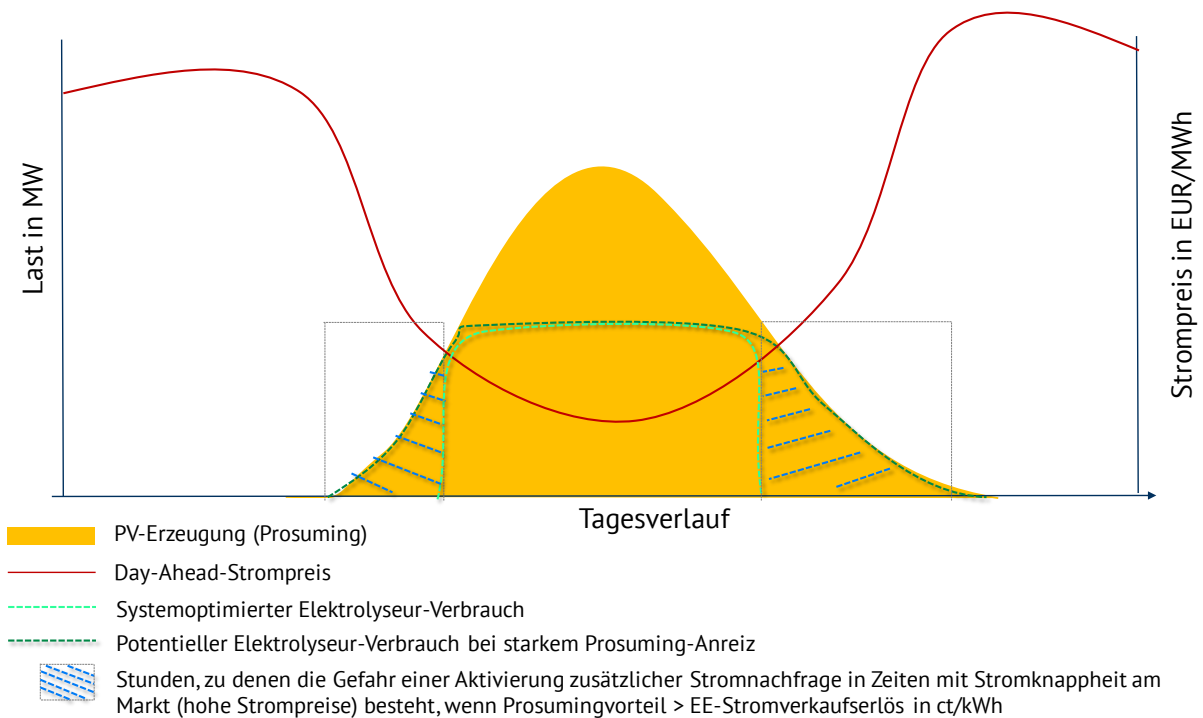 Last in MW
Strompreis in EUR/MWh
Tagesverlauf
PV-Erzeugung (Prosuming)
Day-Ahead-Strompreis
Systemoptimierter Elektrolyseur-Verbrauch
Potentieller Elektrolyseur-Verbrauch bei starkem Prosuming-Anreiz
Stunden, zu denen die Gefahr einer Aktivierung zusätzlicher Stromnachfrage in Zeiten mit Stromknappheit am
Markt (hohe Strompreise) besteht, wenn Prosumingvorteil > EE-Stromverkaufserlös in ct/kWh